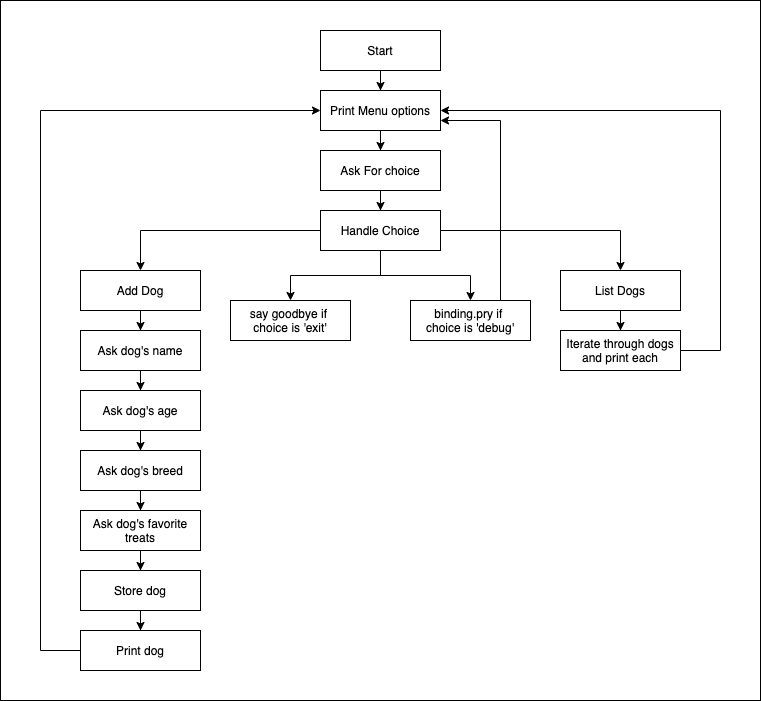 Start
Print Menu options
Ask For choice
Handle Choice
Add Dog
Ask dog's name
Ask dog's age
Ask dog's breed
Ask dog's favorite
treats
Store dog
Print dog
say goodbye if
choice is 'exit'
binding.pry if
choice is 'debug'
List Dogs
Iterate through dogs
and print each